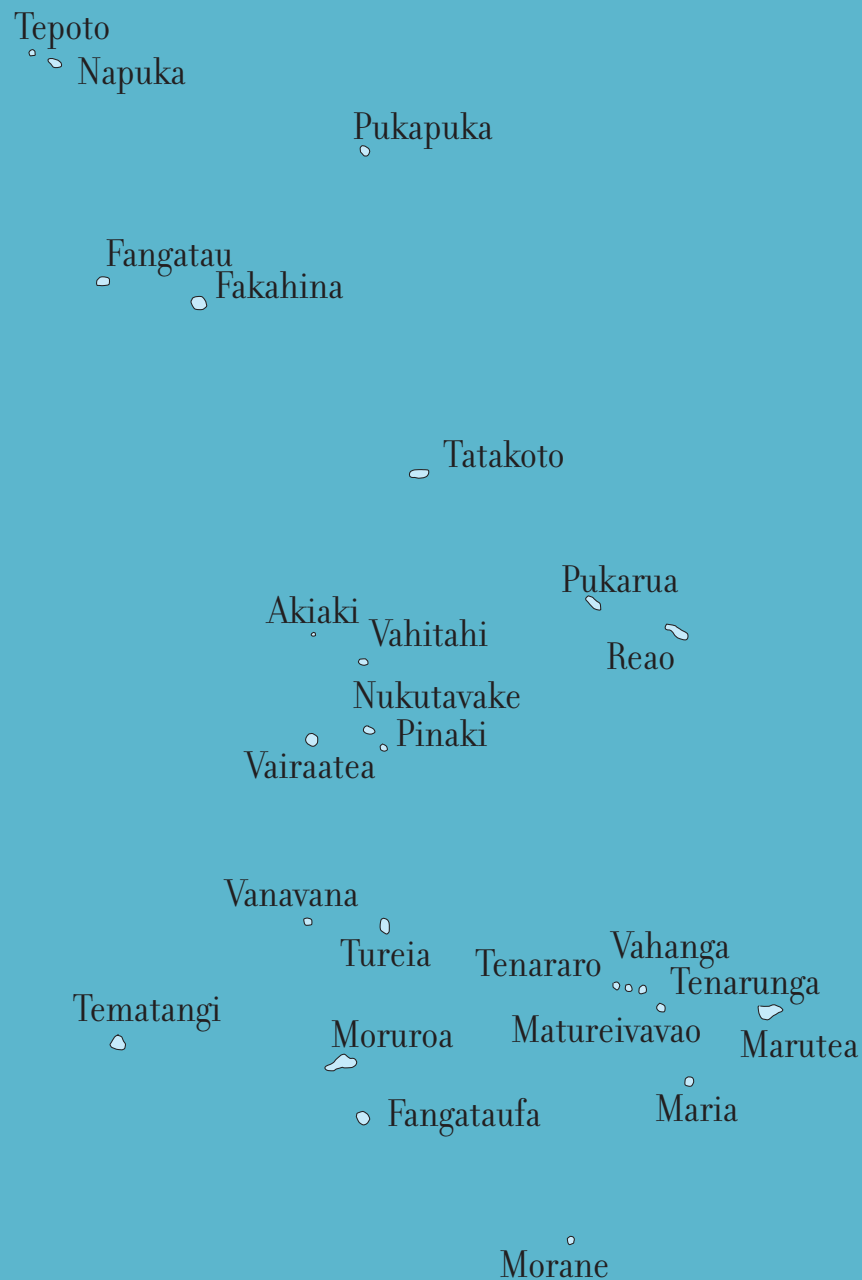 Tepoto
Napuka
Pukapuka
Fangatau
Fakahina
Tatakoto
Pukarua
Akiaki
Vahitahi
Reao
Nukutavake
Pinaki
Vairaatea
Vanavana
Tureia
Vahanga
Tenararo
Tenarunga
Tematangi
Matureivavao
Moruroa
Marutea
Maria
Fangataufa
Morane